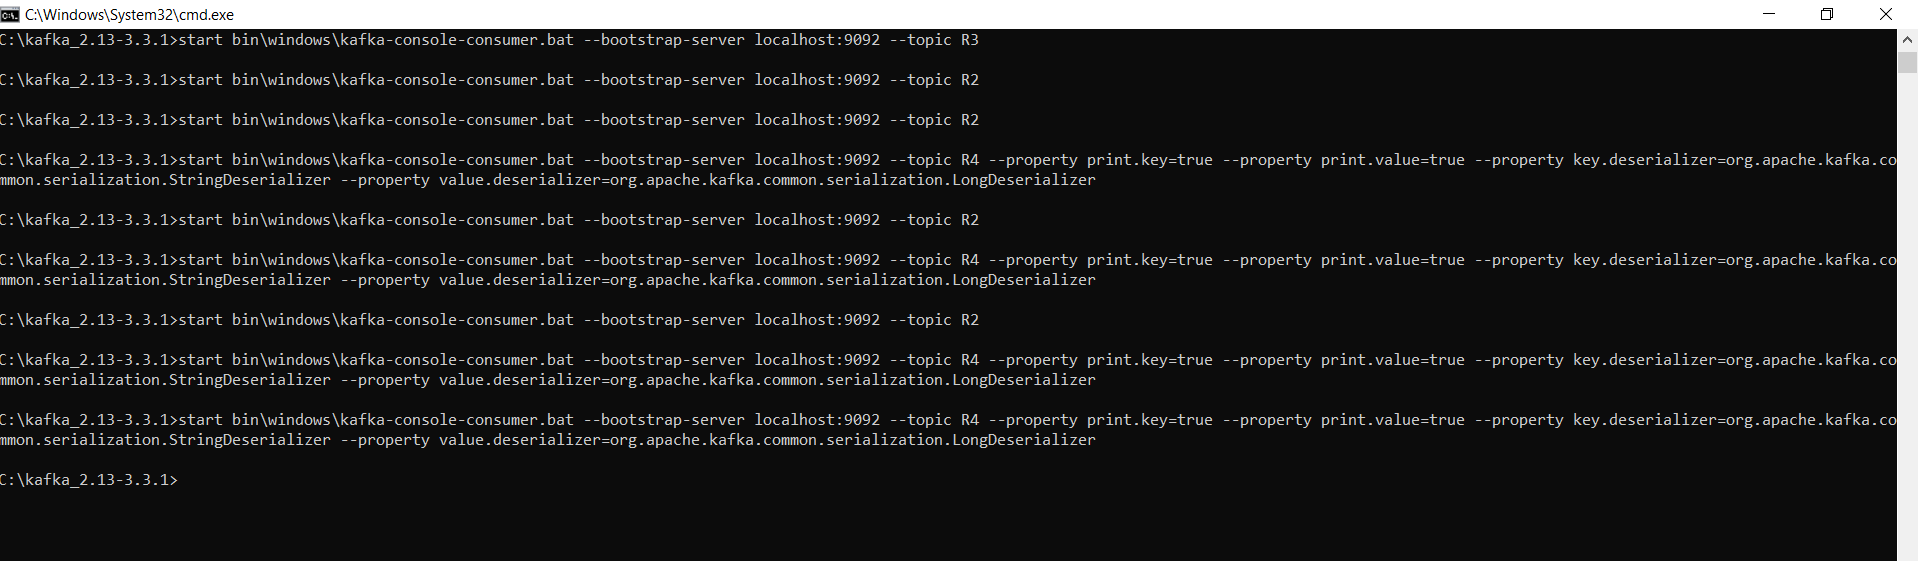 C:\Windows\System32\cmd.exe
C:\kafka_2.13-3.3.1>start bin\windows\kafka-console-consumer.bat --bootstrap-server localhost:9092 --topic R3
C:\kafka_2.13-3.3.1>start bin\windows\kafka-console-consumer.bat --bootstrap-server localhost:9092 --topic R2
C:\kafka_2.13-3.3.1>start bin\windows\kafka-console-consumer.bat --bootstrap-server localhost:9092 --topic R2
C:\kafka_2.13-3.3.1>start bin\windows\kafka-console-consumer.bat --bootstrap-server localhost:9092 --topic R4 --property print.key=true --property print.value=true --property key.deserializer=org.apache.kafka.co
mmon.serialization.StringDeserializer --property value.deserializer=org.apache.kafka.common.serialization.LongDeserializer
C:\kafka_2.13-3.3.1>start bin\windows\kafka-console-consumer.bat --bootstrap-server localhost:9092 --topic R2
C:\kafka_2.13-3.3.1>start bin\windows\kafka-console-consumer.bat --bootstrap-server localhost:9092 --topic R4 --property print.key=true --property print.value=true --property key.deserializer=org.apache.kafka.co
mmon.serialization.StringDeserializer --property value.deserializer=org.apache.kafka.common.serialization.LongDeserializer
C:\kafka_2.13-3.3.1>start bin\windows\kafka-console-consumer.bat --bootstrap-server localhost:9092 --topic R2
C:\kafka_2.13-3.3.1>start bin\windows\kafka-console-consumer.bat --bootstrap-server localhost:9092 --topic R4 --property print.key=true --property print.value=true --property key.deserializer=org.apache.kafka.co
mmon.serialization.StringDeserializer --property value.deserializer=org.apache.kafka.common.serialization.LongDeserializer
C:\kafka_2.13-3.3.1>start bin\windows\kafka-console-consumer.bat --bootstrap-server localhost:9092 --topic R4 --property print.key=true --property print.value=true --property key.deserializer=org.apache.kafka.co
mmon.serialization.StringDeserializer --property value.deserializer=org.apache.kafka.common.serialization.LongDeserializer
C:\kafka_2.13-3.3.1>